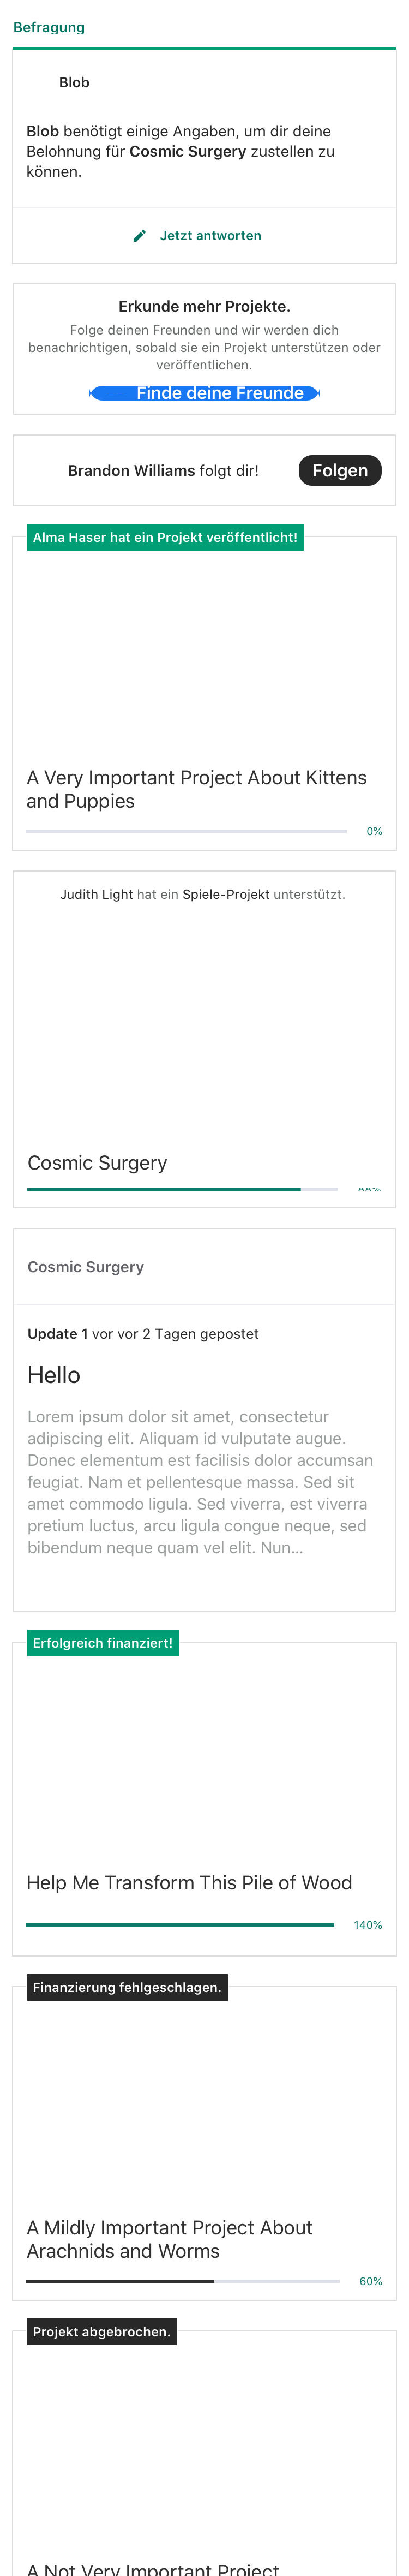 Befragung
Blob
Blob benötigt einige Angaben, um dir deine
Belohnung für Cosmic Surgery zustellen zu
können.
Jetzt antworten
Erkunde mehr Projekte.
Folge deinen Freunden und wir werden dich
benachrichtigen, sobald sie ein Projekt unterstützen oder
veröffentlichen.
Finde deine Freunde
Brandon Williams folgt dir!
Folgen
Alma Haser hat ein Projekt veröffentlicht!
A Very Important Project About Kittens
and Puppies
0%
Judith Light hat ein Spiele-Projekt unterstützt.
Cosmic Surgery
Cosmic Surgery
Update 1 vor vor 2 Tagen gepostet
Hello
Lorem ipsum dolor sit amet, consectetur
adipiscing elit. Aliquam id vulputate augue.
Donec elementum est facilisis dolor accumsan
feugiat. Nam et pellentesque massa. Sed sit
amet commodo ligula. Sed viverra, est viverra
pretium luctus, arcu ligula congue neque, sed
bibendum neque quam vel elit. Nun...
Erfolgreich finanziert!
Help Me Transform This Pile of Wood
140%
Finanzierung fehlgeschlagen.
A Mildly Important Project About
Arachnids and Worms
60%
Projekt abgebrochen.
A Not Very Important Project